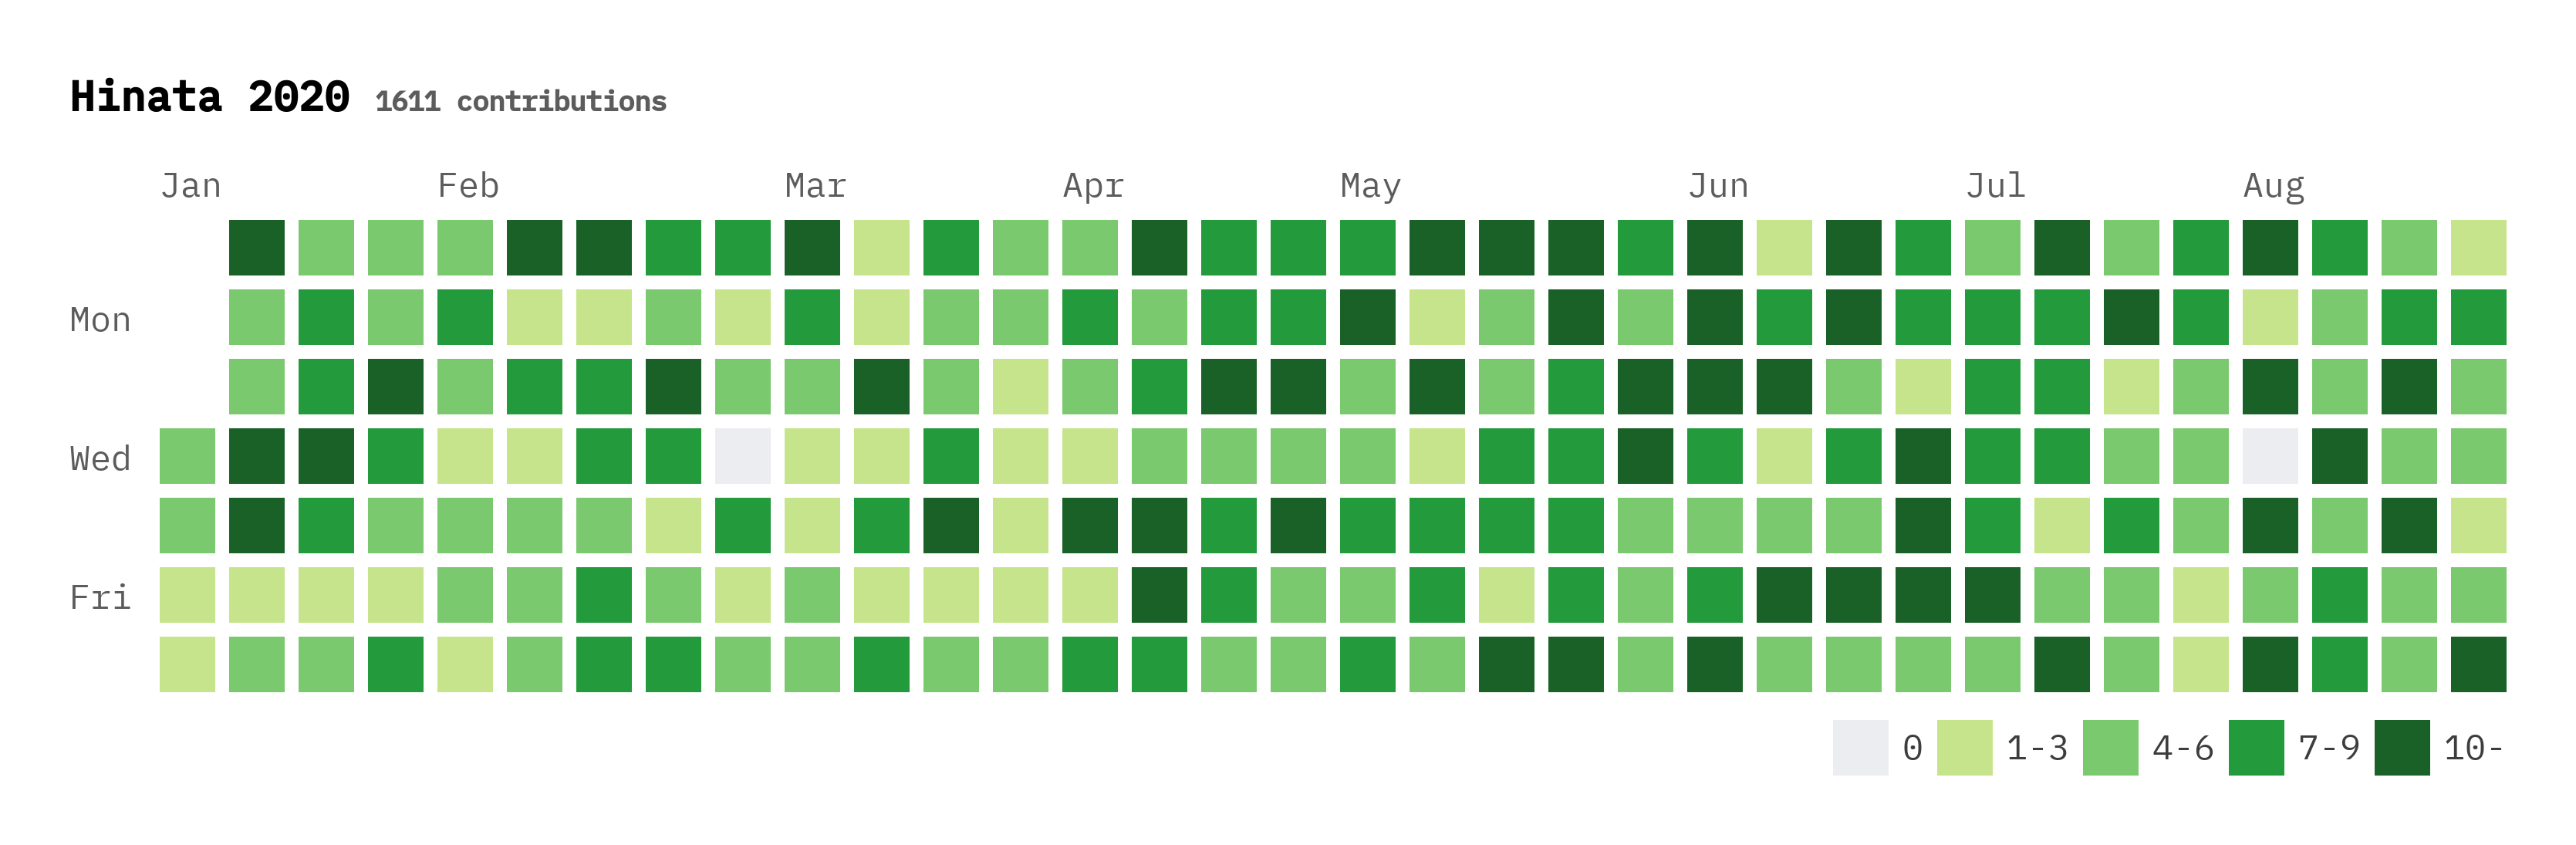 Hinata 2020 1611 contributions
Jan Feb Mar Apr May Jun Jul Aug
Mon
Wed
Fri
0 1-3 4-6 7-9 10-